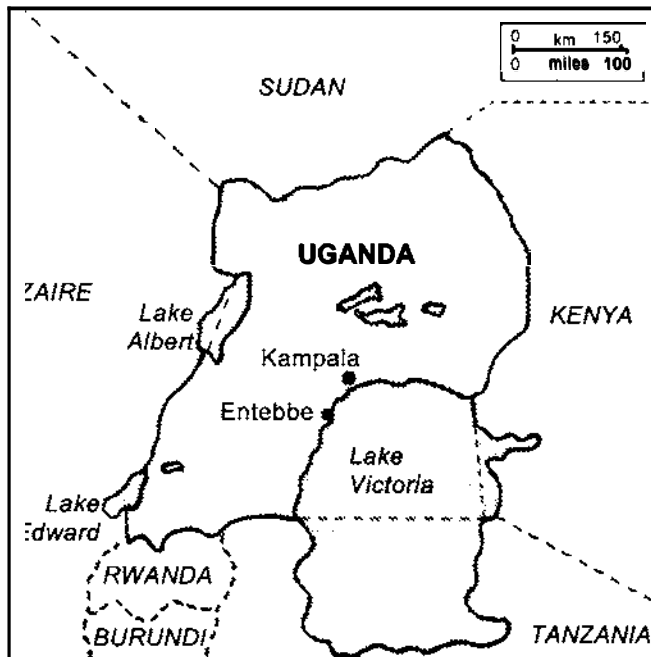 0 km 150
0 miles 100
SUDAN
UGANDA
ZAIRE
Lake
Albert
KENYA
Kampala
Entebbe
Lake
Victoria
Lake
Edward
RWANDA
BURUNDI
TANZANIA